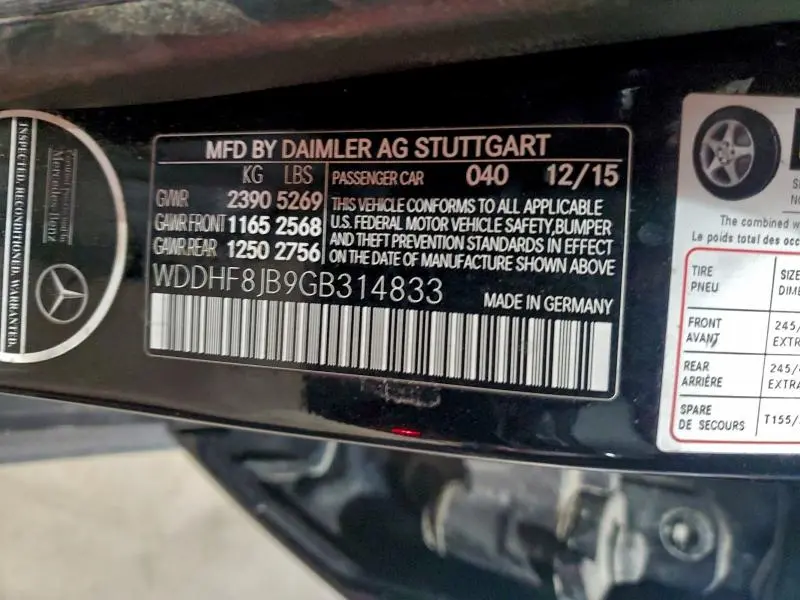 INSPECTED. RECONDITIONED. WARRANTED.
Mercedes-Benz
MFD BY DAIMLER AG STUTTGART
KG LBS PASSENGER CAR 040 12/15
GVWR 2390 5269
GAWR FRONT 1165 2568
GAWR REAR 1250 2756
THIS VEHICLE CONFORMS TO ALL APPLICABLE
U.S. FEDERAL MOTOR VEHICLE SAFETY, BUMPER
AND THEFT PREVENTION STANDARDS IN EFFECT
ON THE DATE OF MANUFACTURE SHOWN ABOVE
WDDHF8JB9GB314833
MADE IN GERMANY
The combined
Le poids total des occ
TIRE SIZE
PNEU DIME
FRONT 245/
AVANT EXTR
REAR 245/
ARRIÈRE EXTRA
SPARE
DE SECOURS T155/